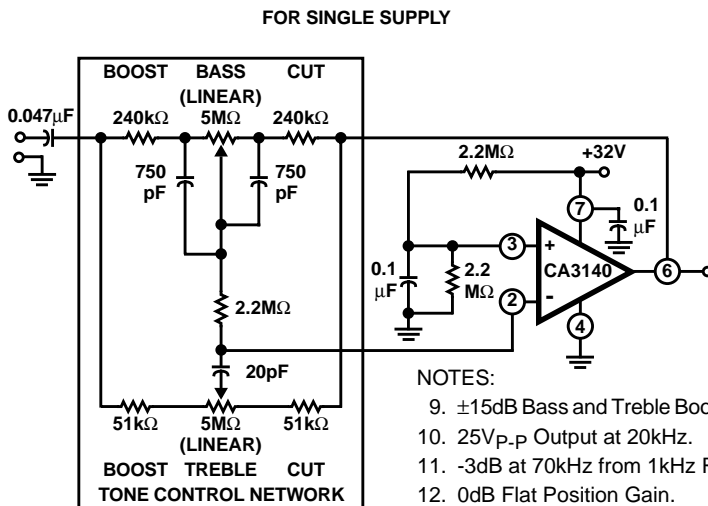 FOR SINGLE SUPPLY
BOOST BASS CUT
(LINEAR)
0.047μF
240kΩ 5MΩ 240kΩ
750
pF
750
pF
2.2MΩ
+32V
7
0.1
μF
3
+
CA3140
6
0.1
μF
2.2
MΩ
2
-
4
2.2MΩ
20pF
51kΩ 5MΩ 51kΩ
(LINEAR)
BOOST TREBLE CUT
TONE CONTROL NETWORK
NOTES:
9. ±15dB Bass and Treble Boo
10. 25VP-P Output at 20kHz.
11. -3dB at 70kHz from 1kHz
12. 0dB Flat Position Gain.